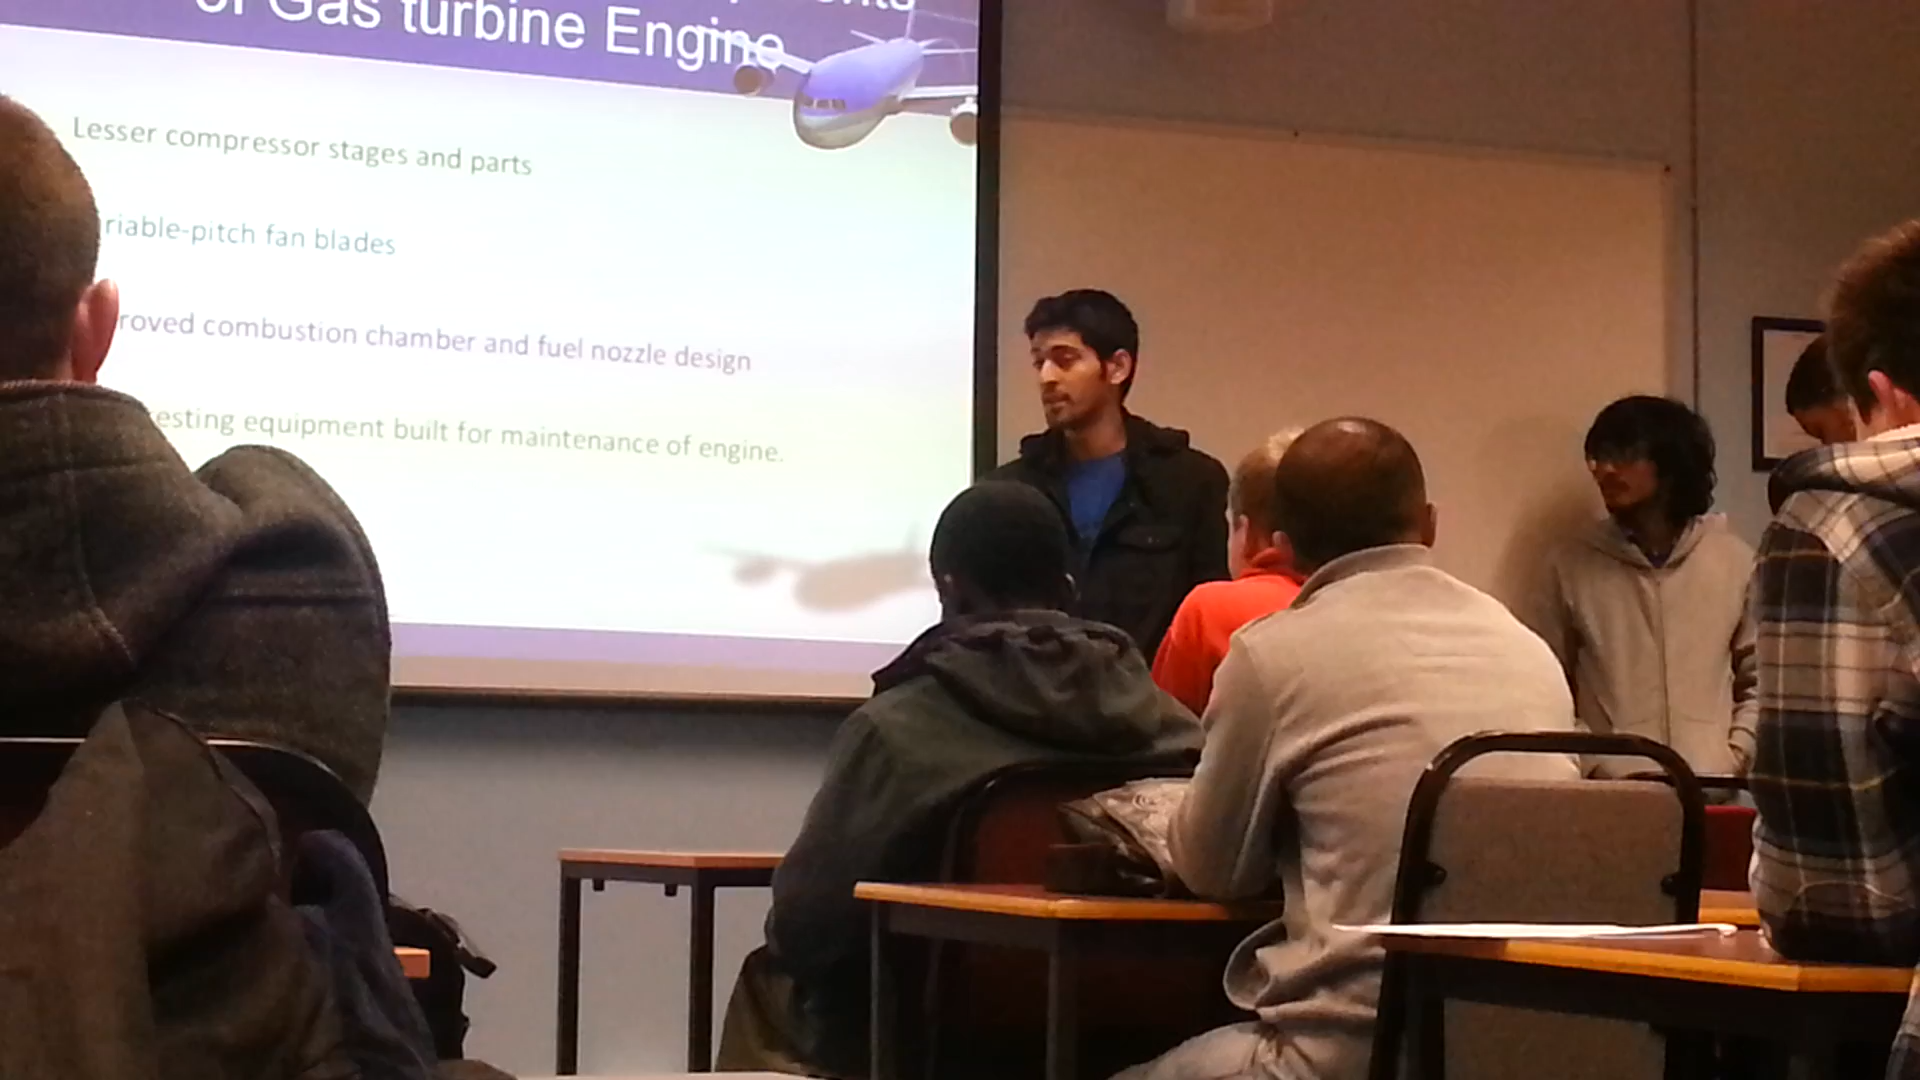 of Gas turbine Engine
Lesser compressor stages and parts
riable-pitch fan blades
roved combustion chamber and fuel nozzle design
esting equipment built for maintenance of engine.